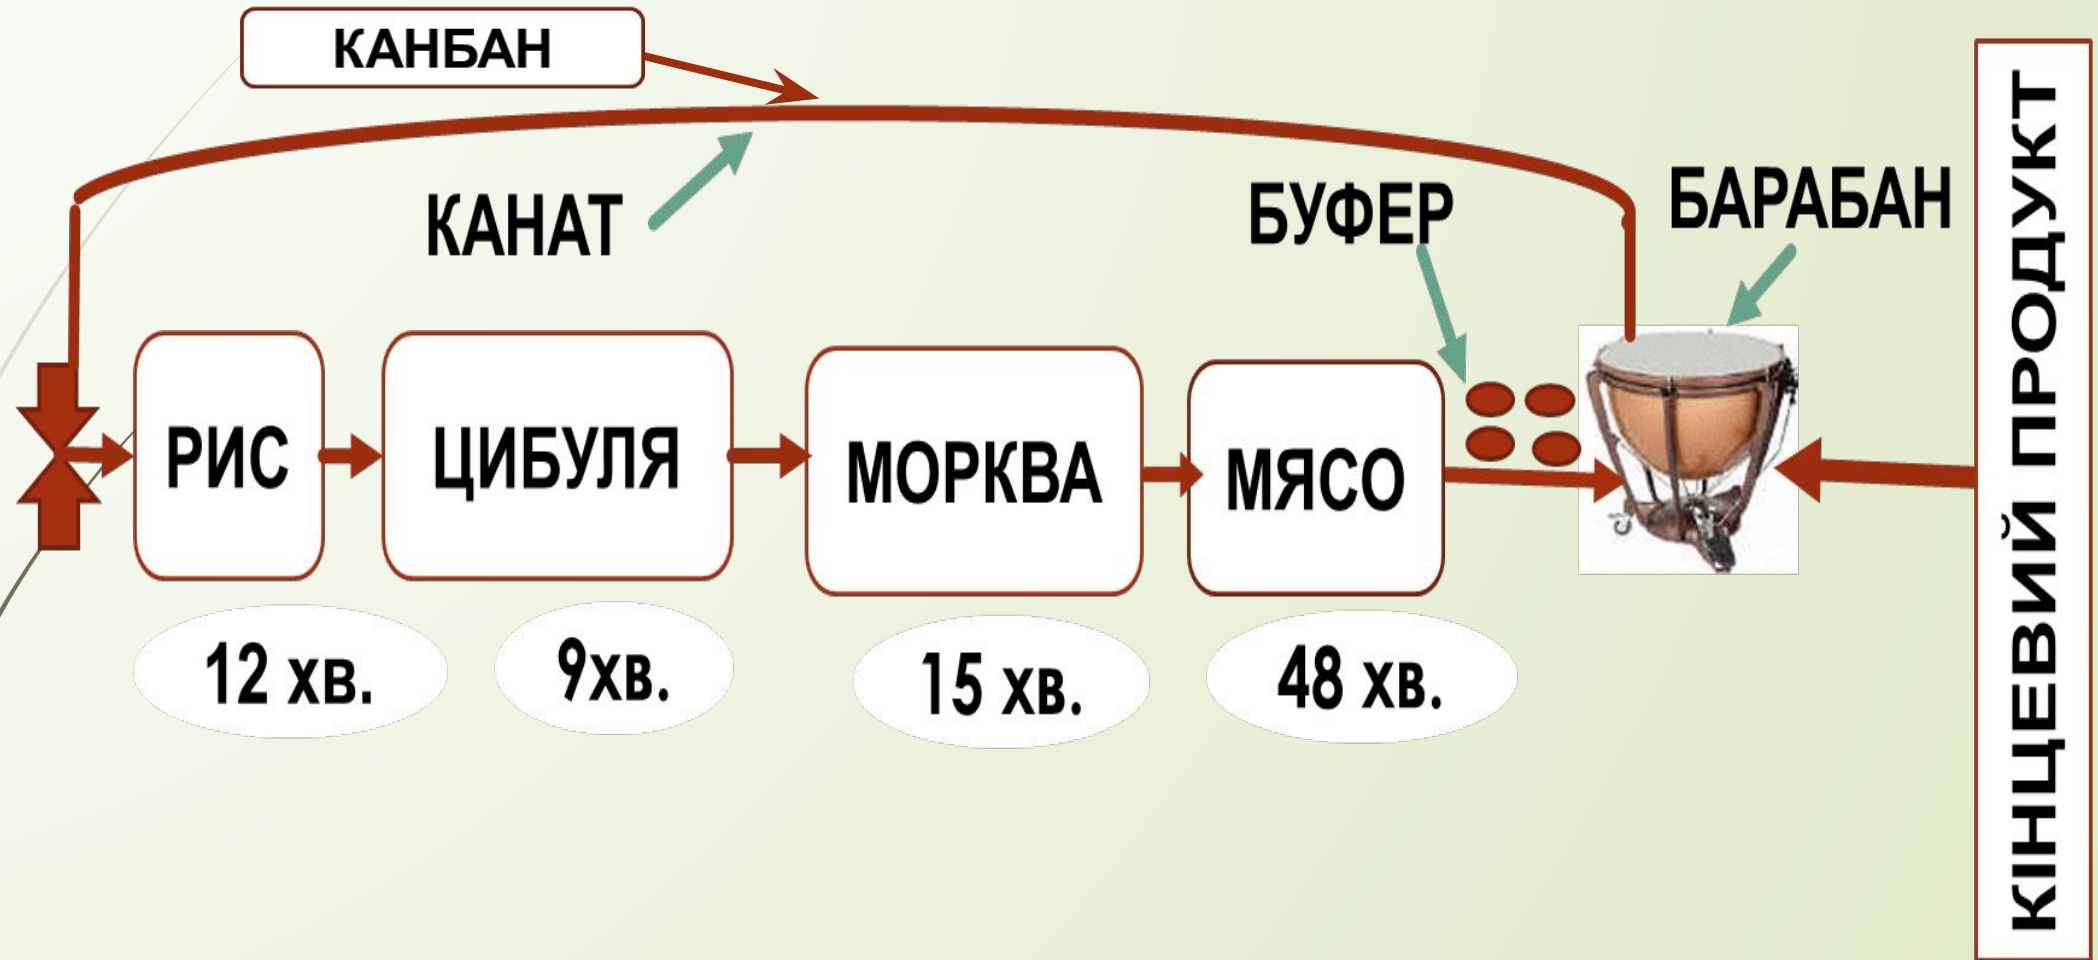 КАНБАН
КАНАТ
БУФЕР
БАРАБАН
РИС
ЦИБУЛЯ
МОРКВА
МЯСО
12 хв.
9хв.
15 хв.
48 хв.
КІНЦЕВИЙ ПРОДУКТ